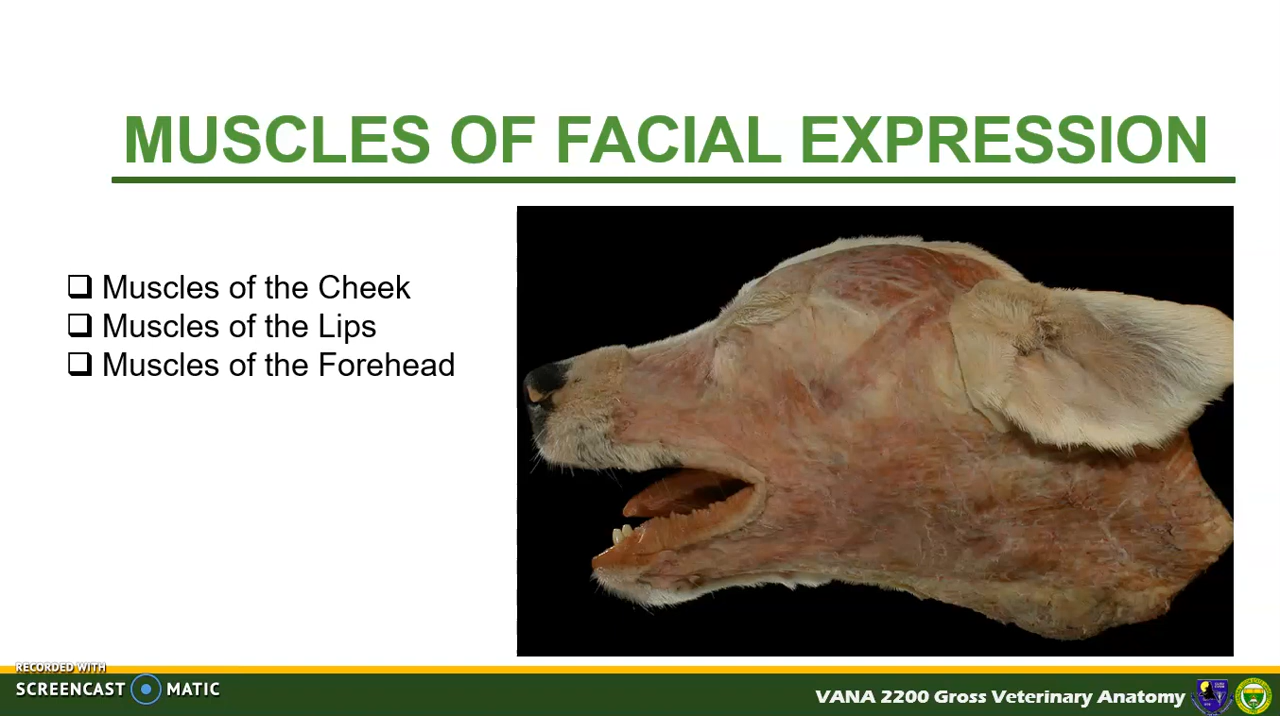 MUSCLES OF FACIAL EXPRESSION
Muscles of the Cheek
Muscles of the Lips
Muscles of the Forehead
RECORDED WITH
SCREENCAST MATIC
VANA 2200 Gross Veterinary Anatomy